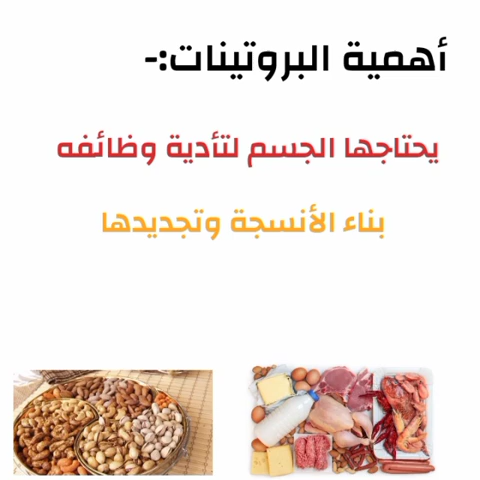 أهمية البروتينات:-
يحتاجها الجسم لتأدية وظائفه
بناء الأنسجة وتجديدها